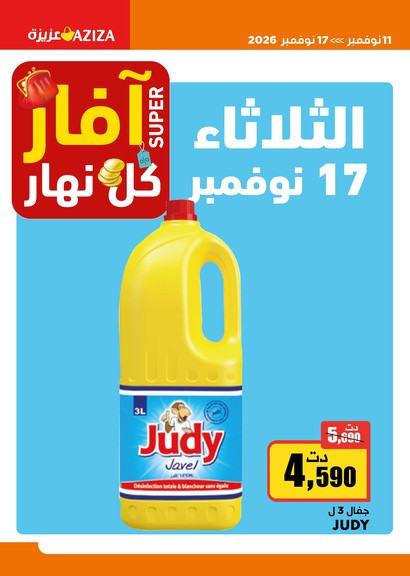 عزيزة AZIZA
11 نوفمبر >>> 17 نوفمبر 2026
آفار
SUPER
كل نهار
الثلاثاء
17 نوفمبر
3L
Judy
Javel
Désinfection totale & blancheur sans égale
دت
5,890
دت
4,590
جفال 3 ل
JUDY